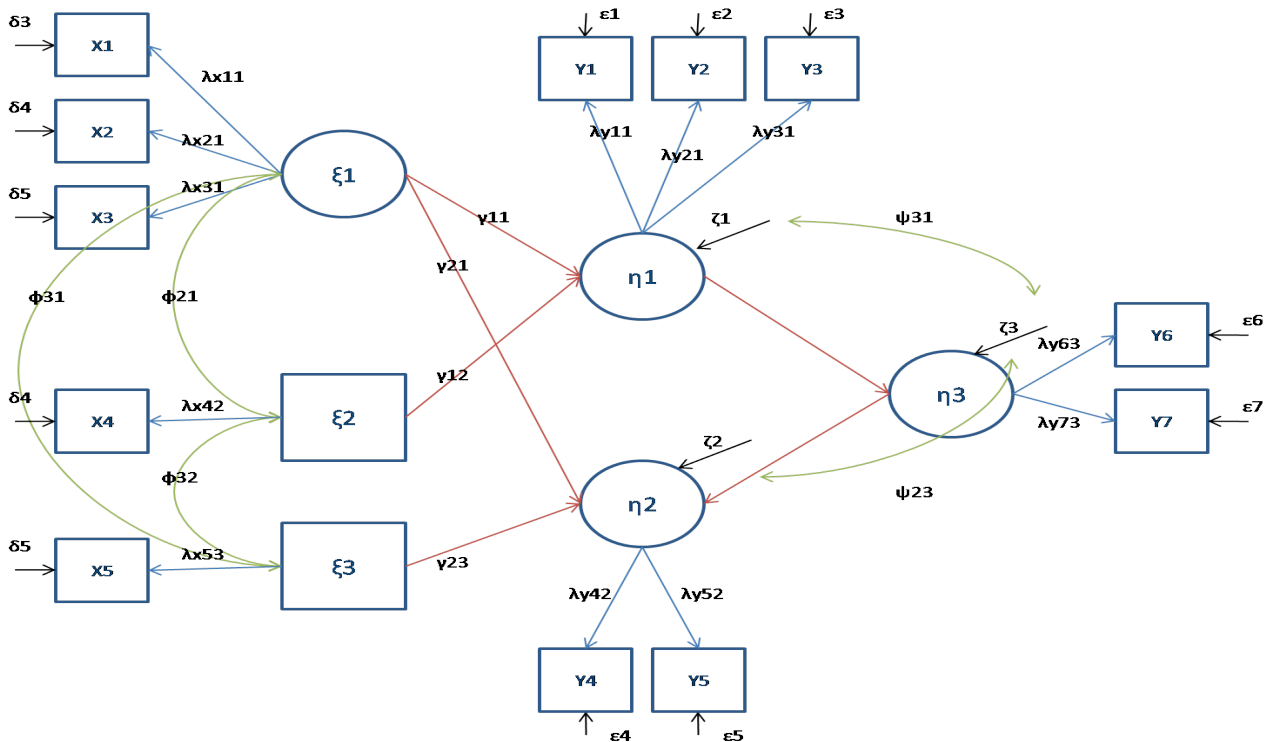 δ3
X1
λx11
δ4
X2
λx21
δ5
X3
λx31
ξ1
ε1
ε2
ε3
Y1
Y2
Y3
λy11
λy21
λy31
γ11
γ21
ζ1
ψ31
η1
ϕ31
ϕ21
γ12
ζ3
λy63
Y6
ε6
η3
λy73
Y7
ε7
δ4
X4
λx42
ξ2
ζ2
ϕ32
η2
ψ23
δ5
X5
λx53
ξ3
γ23
λy42
λy52
Y4
Y5
ε4
ε5